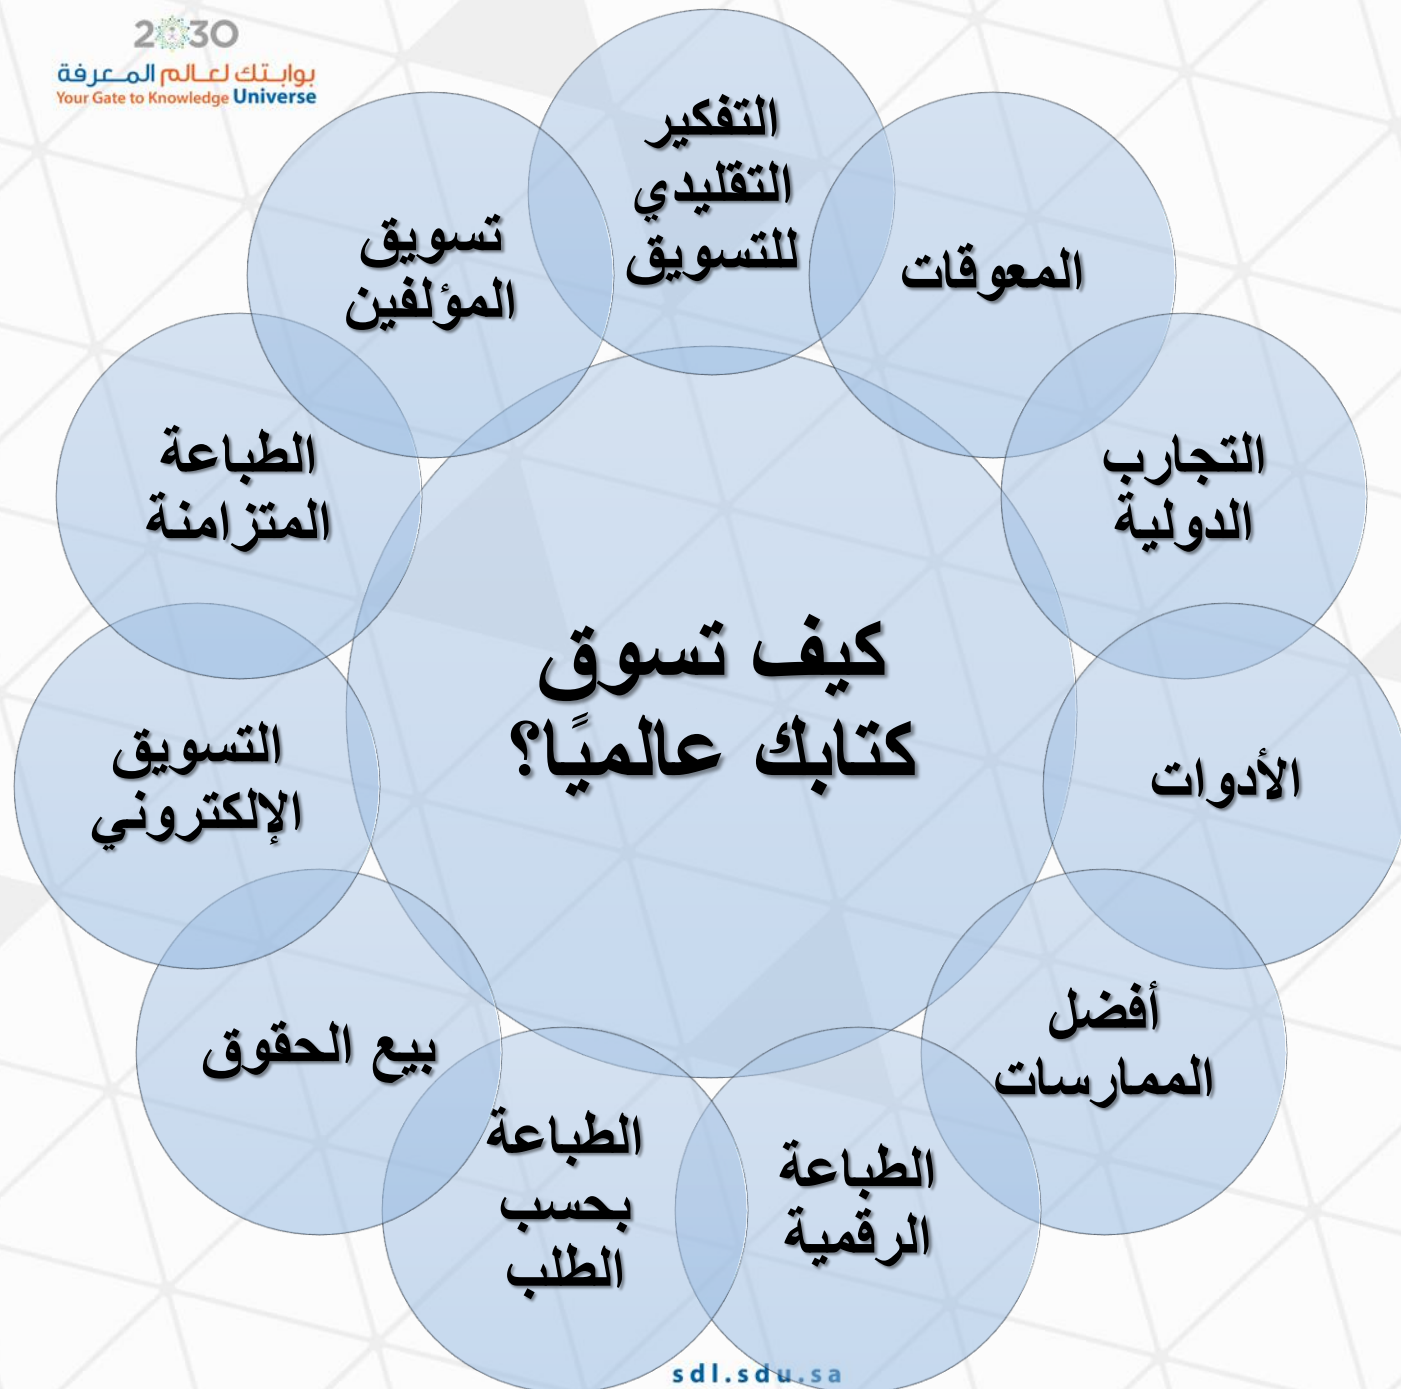 2030
بوابتك لعالم المعرفة
Your Gate to Knowledge Universe
التفكير
التقليدي
للتسويق
المعوقات
التجارب
الدولية
الأدوات
أفضل
الممارسات
الطباعة
الرقمية
الطباعة
بحسب
الطلب
بيع الحقوق
التسويق
الإلكتروني
الطباعة
المتزامنة
تسويق
المؤلفين
كيف تسوق
كتابك عالميًا؟
sdl.sdu.sa